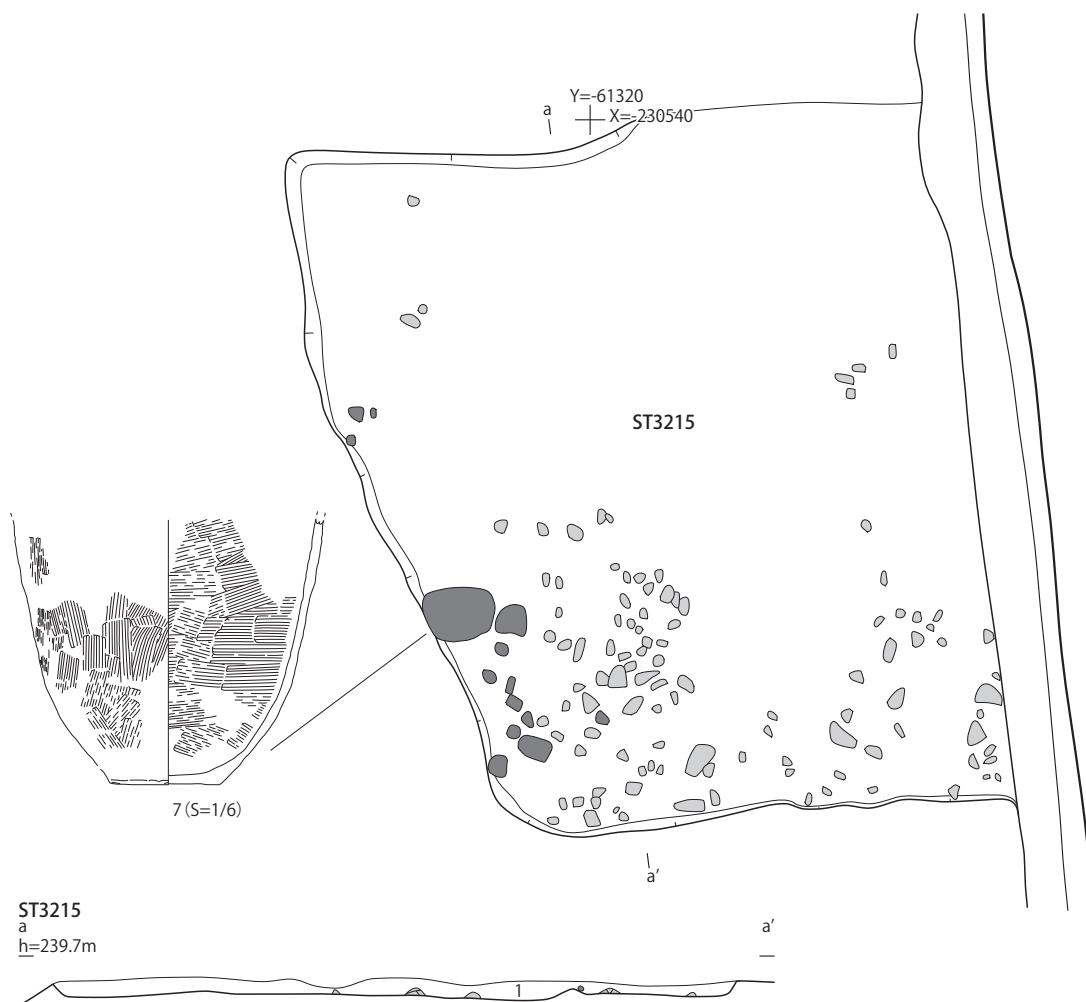 Y=-61320
a
X=-230540
ST3215
7（S=1/6）
a’
ST3215
a
a’
h=239.7m
1